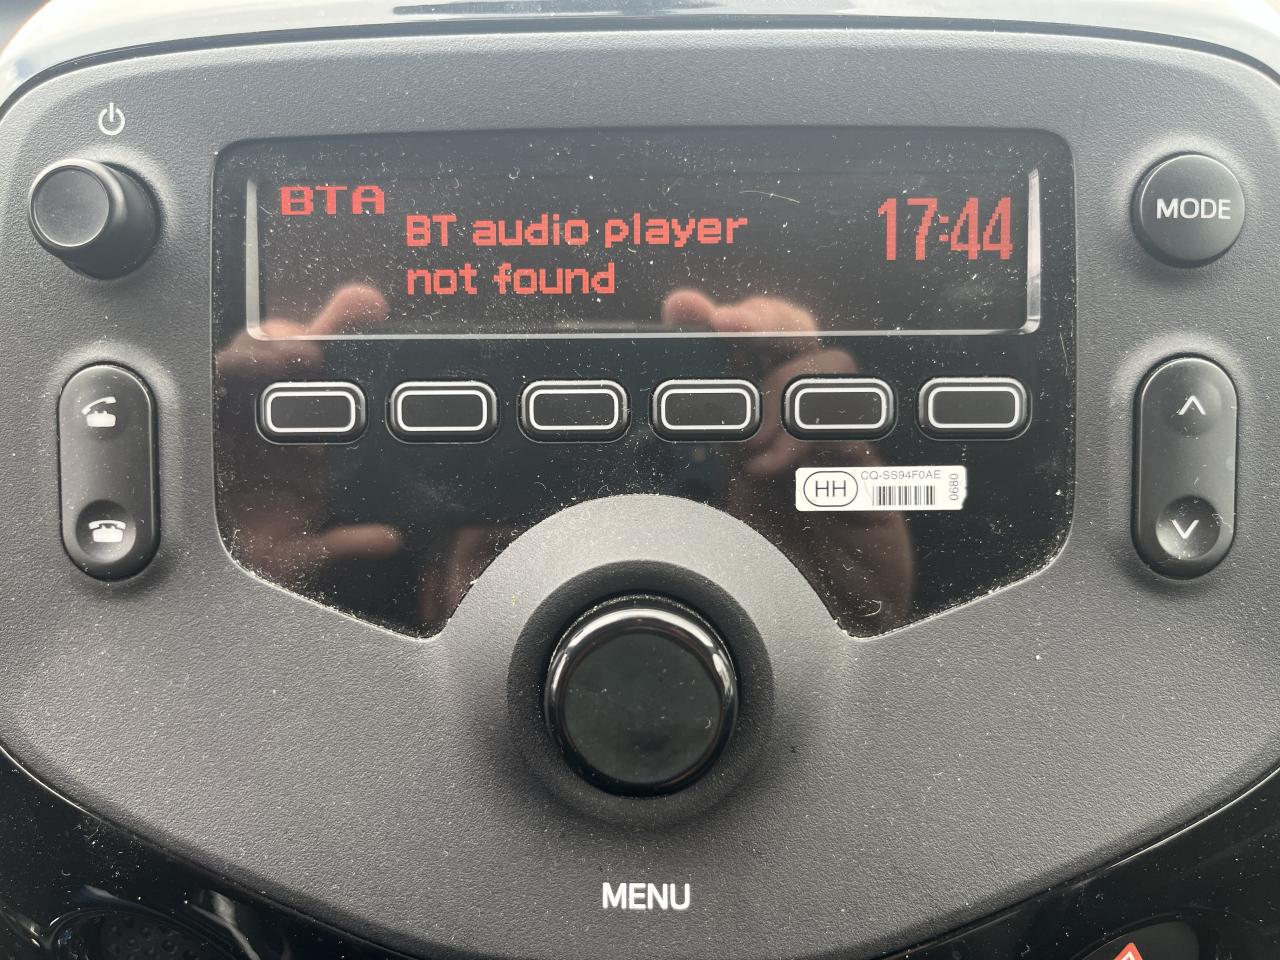 BTA
BT audio player
not found
17:44
MODE
HH
CQ-SS94F0AE
0680
MENU